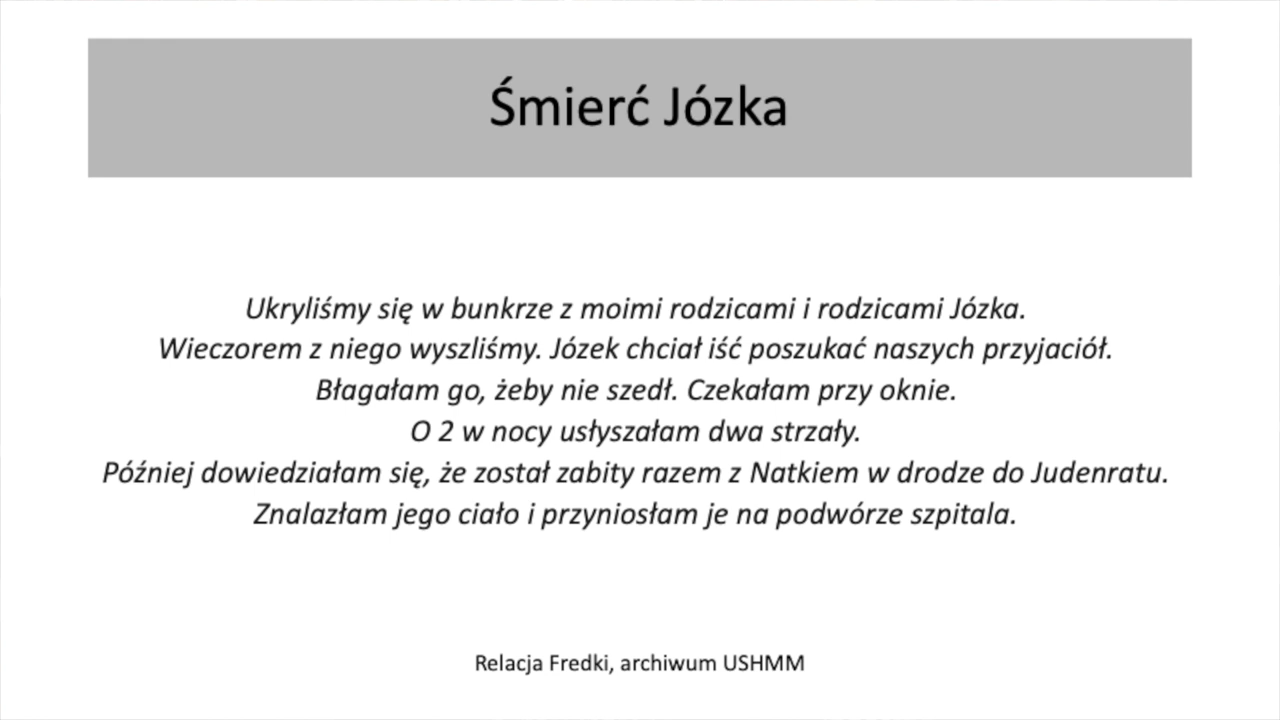 Śmierć Józka
Ukryliśmy się w bunkrze z moimi rodzicami i rodzicami Józka.
Wieczorem z niego wyszliśmy. Józek chciał iść poszukać naszych przyjaciół.
Błagałam go, żeby nie szedł. Czekałam przy oknie.
O 2 w nocy usłyszałam dwa strzały.
Później dowiedziałam się, że został zabity razem z Natkiem w drodze do Judenratu.
Znalazłam jego ciało i przyniosłam je na podwórze szpitala.
Relacja Fredki, archiwum USHMM